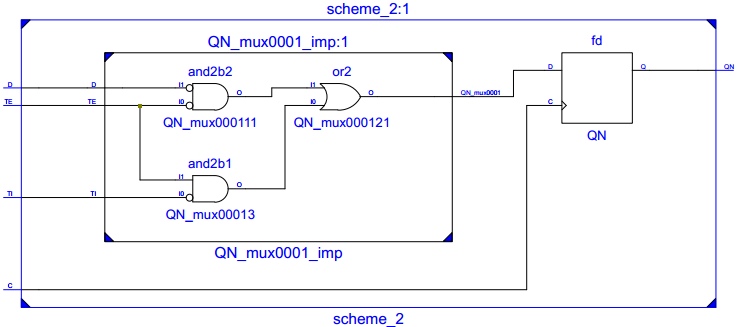 scheme_2:1
QN_mux0001_imp:1
fd
and2b2
or2
D
D
I1
I1
D
Q
QN
O
O
QN_mux0001
TE
TE
I0
I0
C
QN_mux000111
QN_mux000121
QN
and2b1
I1
O
TI
TI
I0
QN_mux00013
QN_mux0001_imp
C
scheme_2